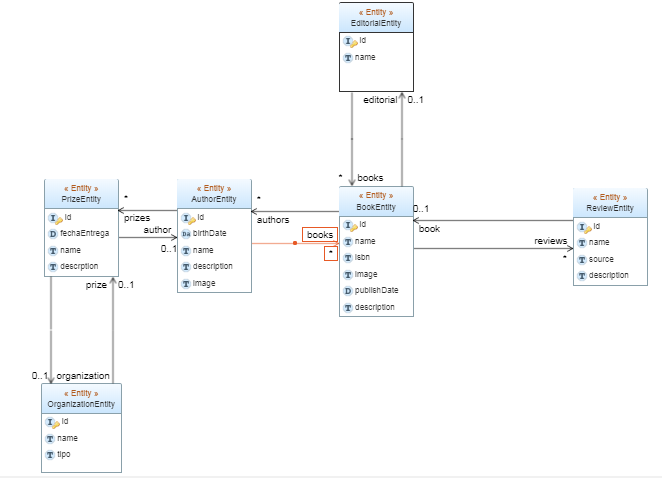 « Entity »
EditorialEntity
id
name
editorial
0..1
*
books
« Entity »
PrizeEntity
id
fechaEntrega
name
descrption
*
prizes
author
0..1
« Entity »
AuthorEntity
id
birthDate
name
description
image
*
authors
books
*
« Entity »
BookEntity
id
name
isbn
image
publishDate
description
0..1
book
reviews
*
« Entity »
ReviewEntity
id
name
source
description
prize
0..1
0..1
organization
« Entity »
OrganizationEntity
id
name
tipo